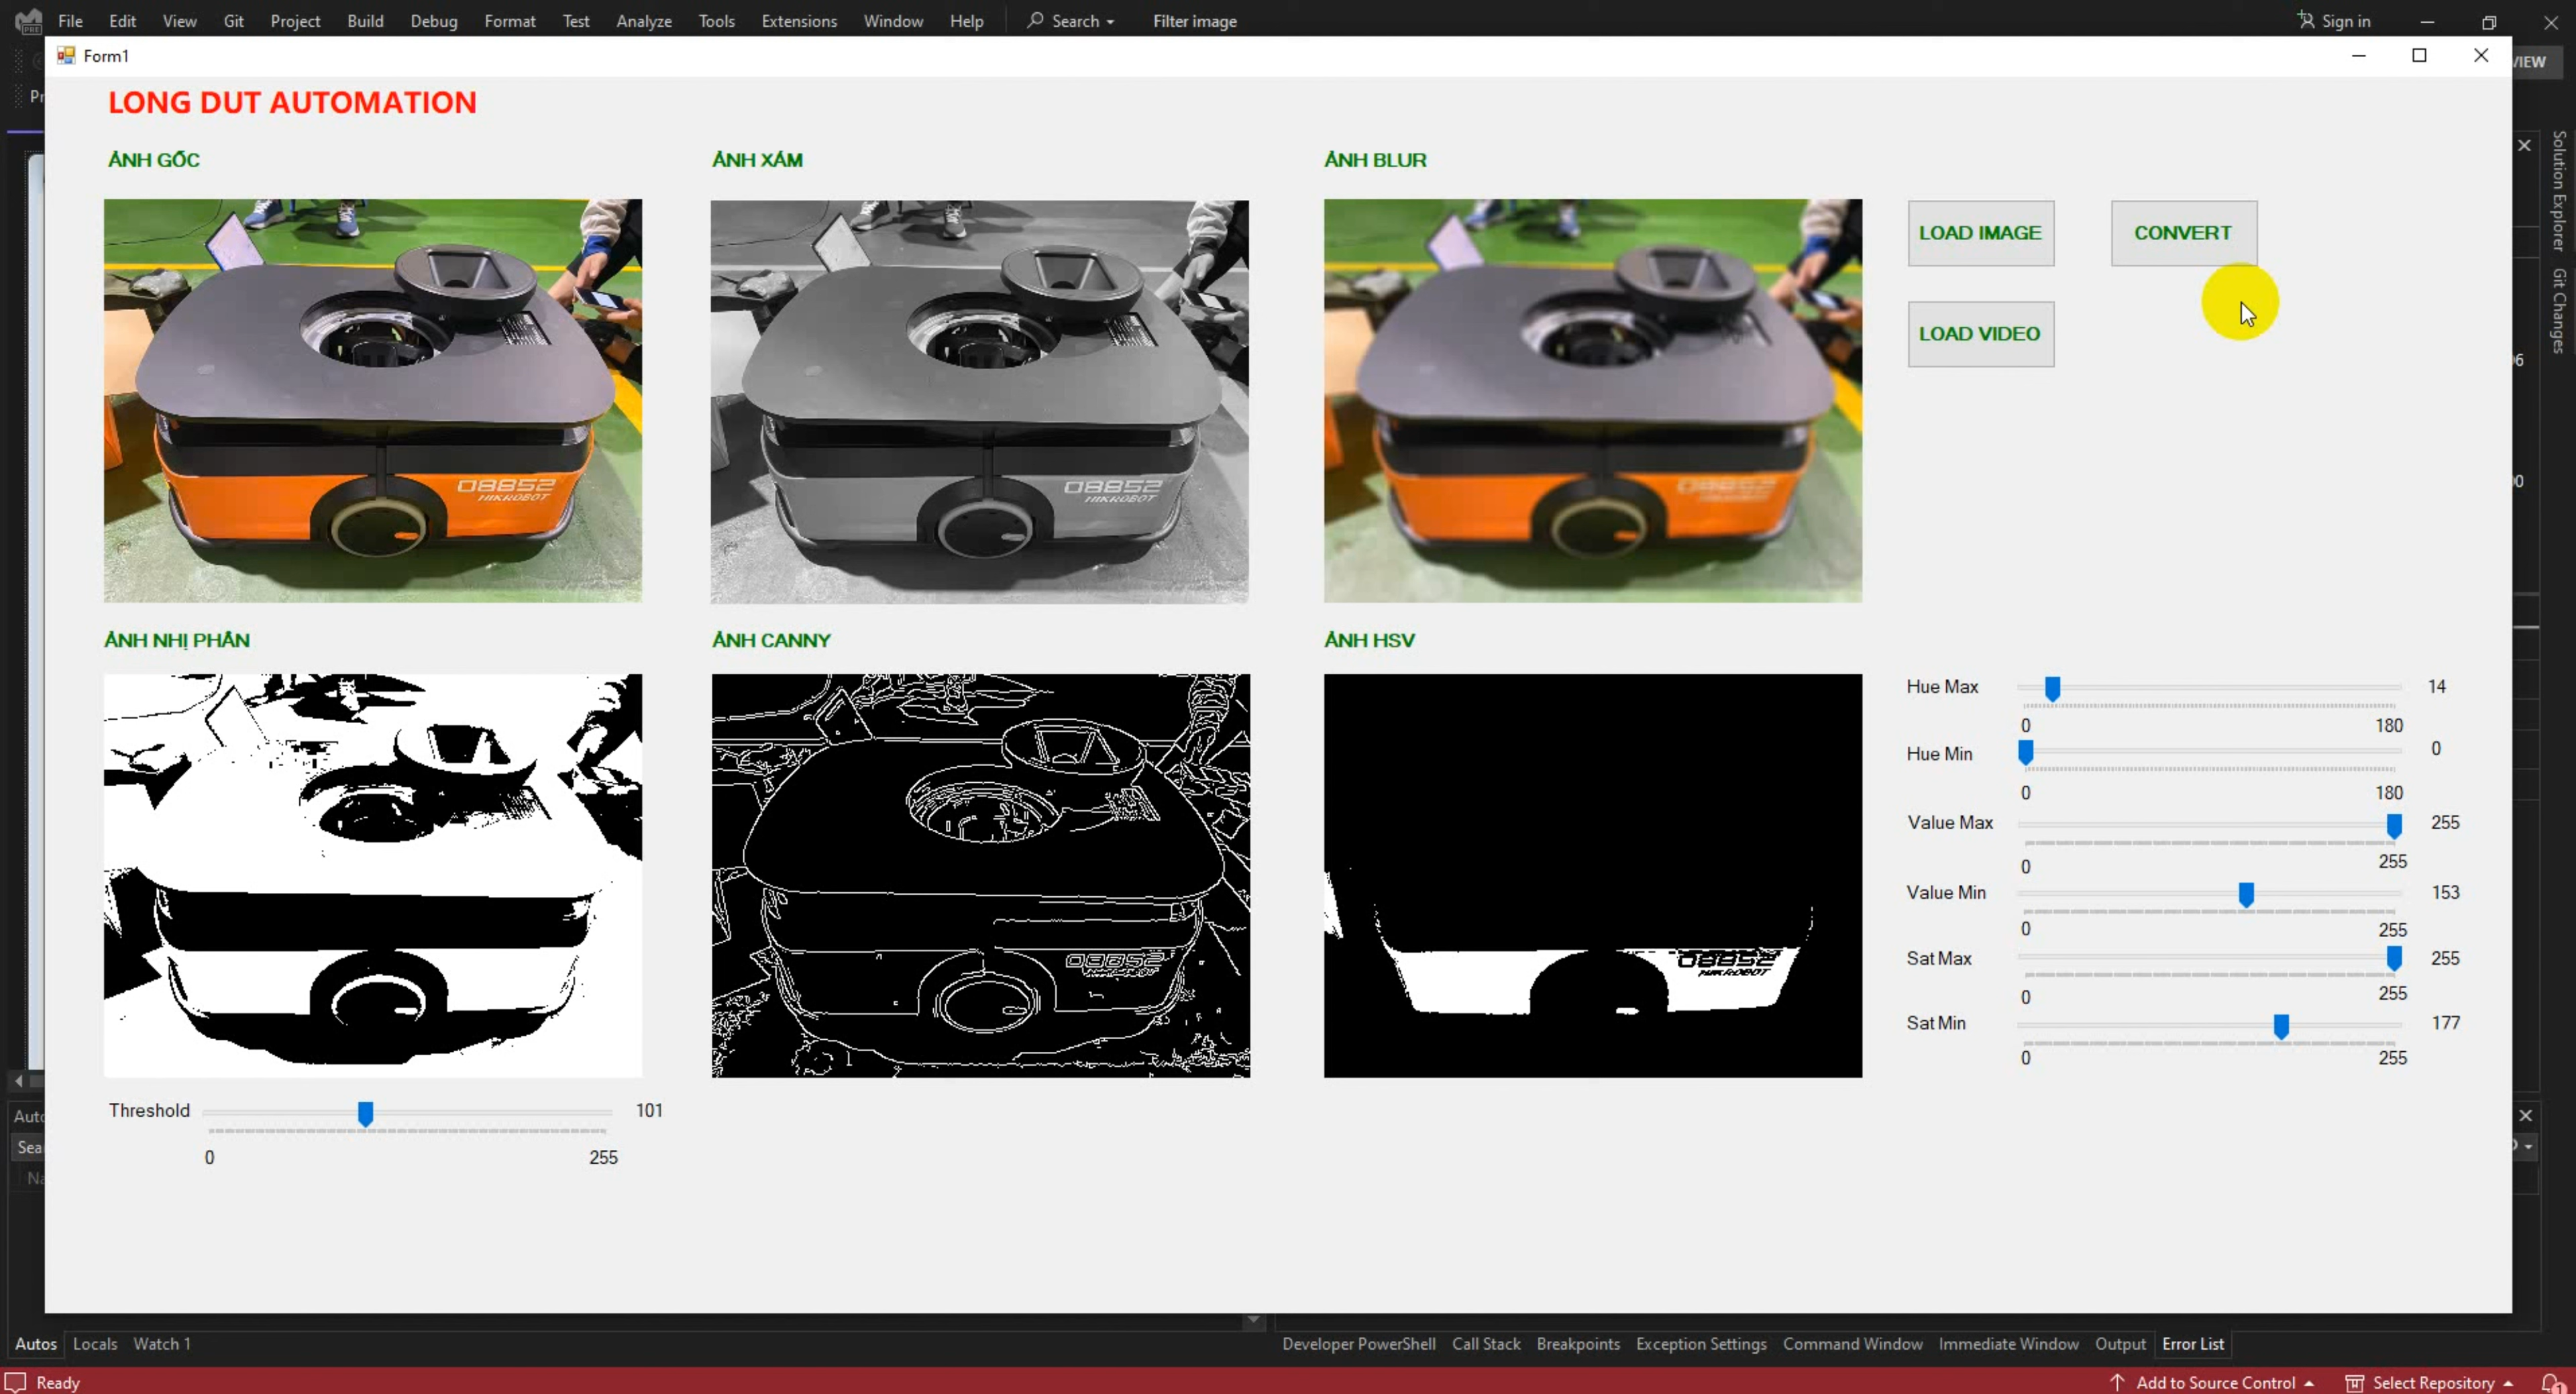 File Edit View Git Project Build Debug Format Test Analyze Tools Extensions Window Help Search Filter image Sign in
Form1
LONG DUT AUTOMATION
ẢNH GỐC ẢNH XÁM ẢNH BLUR
LOAD IMAGE CONVERT
LOAD VIDEO
08852
HIKROBOT
08852
HIKROBOT
ẢNH NHỊ PHÂN ẢNH CANNY ẢNH HSV
08852
HIKROBOT
Hue Max 14
0 180
Hue Min 0
0 180
Value Max 255
0 255
Value Min 153
0 255
Sat Max 255
0 255
Sat Min 177
0 255
Threshold 101
0 255
Solution Explorer
Git Changes
Autos Locals Watch 1
Developer PowerShell Call Stack Breakpoints Exception Settings Command Window Immediate Window Output Error List
Ready Add to Source Control Select Repository